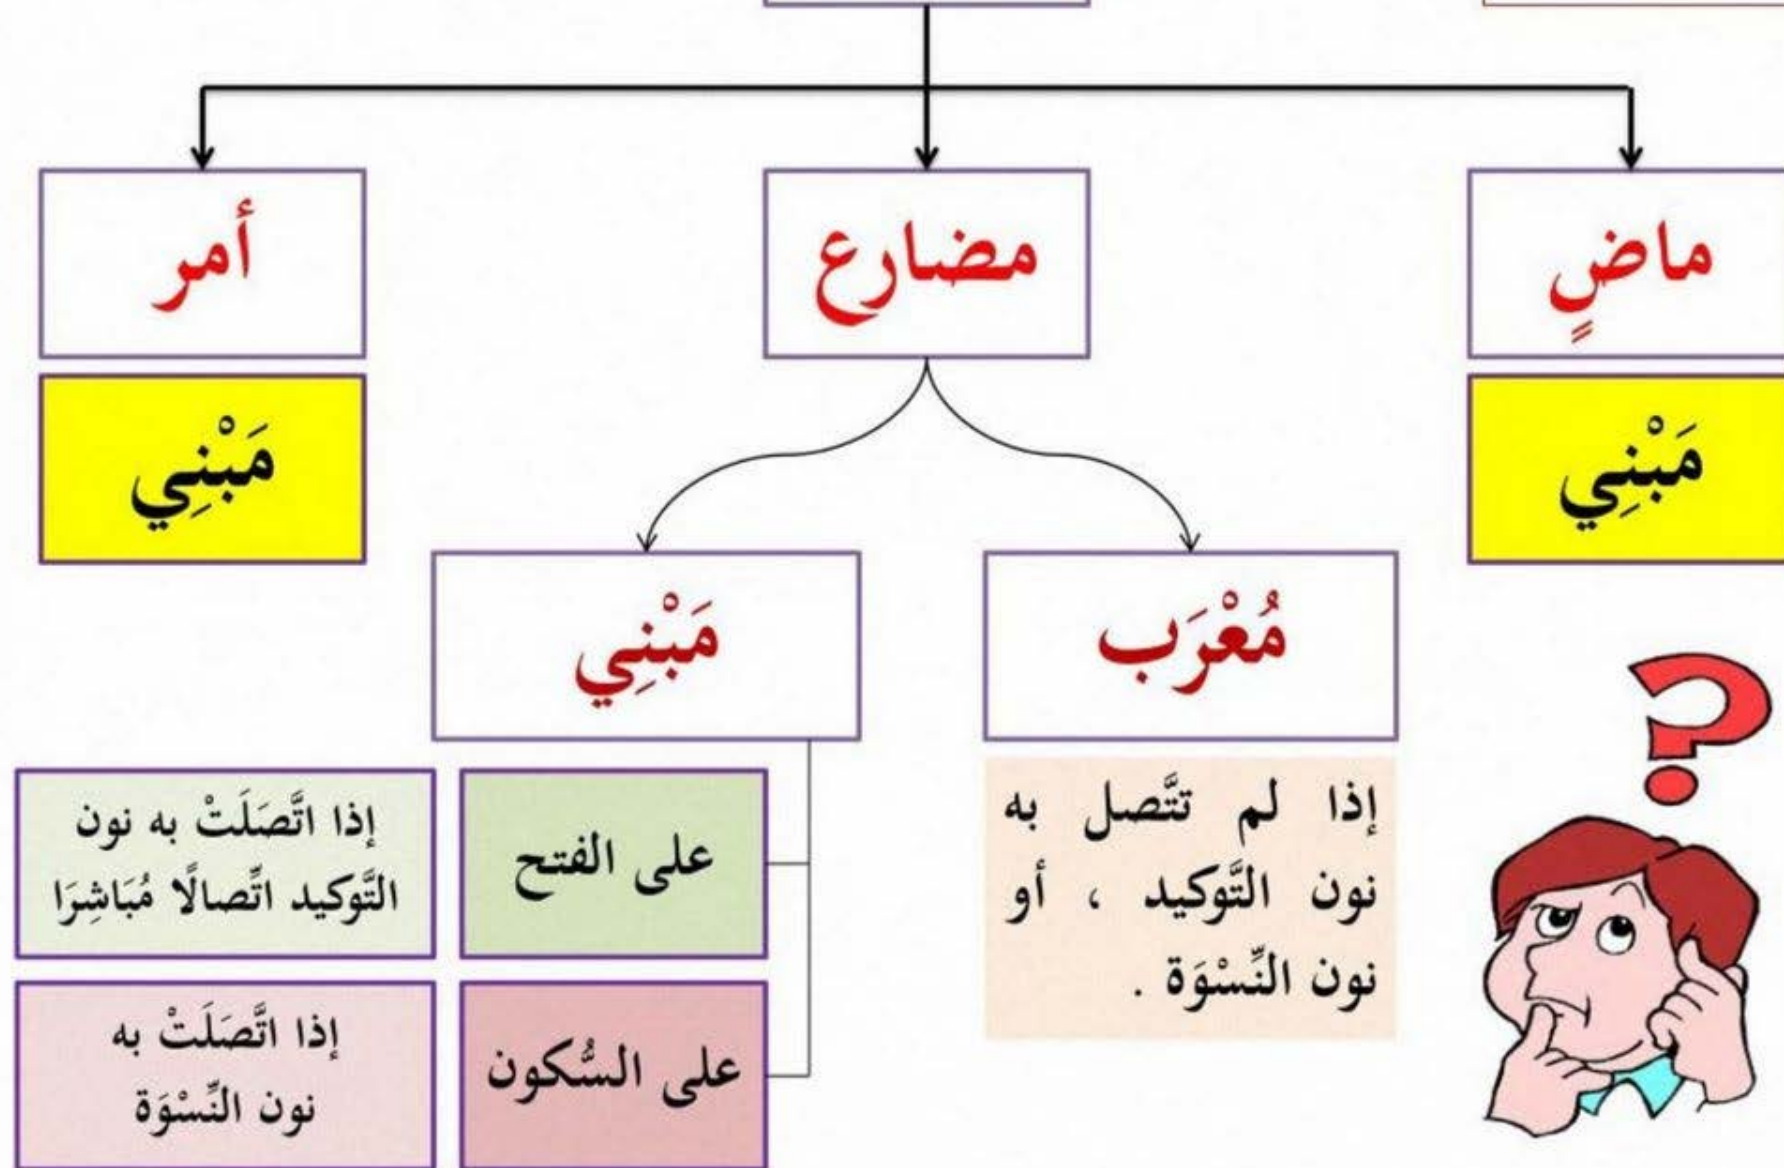 ماضٍ
مضارع
أمر
مَبْنِي
مَبْنِي
مُعْرَب
مَبْنِي
إذا لم تتَّصل به
نون التَّوكيد ، أو
نون النِّسْوَة .
على الفتح
إذا اتَّصَلَتْ به نون
التَّوكيد اتِّصالًا مُبَاشِرَا
على السُّكون
إذا اتَّصَلَتْ به
نون النِّسْوَة
?